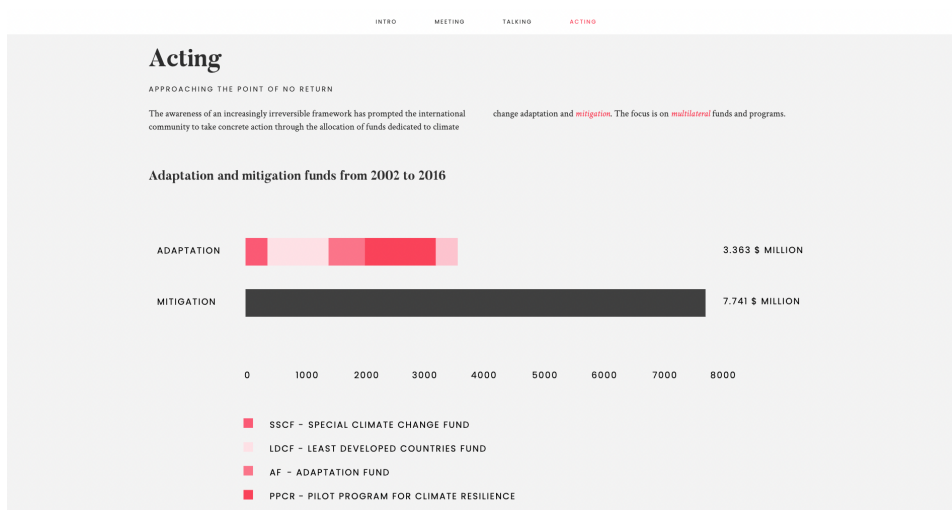 INTRO MEETING TALKING ACTING
Acting
APPROACHING THE POINT OF NO RETURN
The awareness of an increasingly irreversible framework has prompted the international
community to take concrete action through the allocation of funds dedicated to climate
change adaptation and mitigation. The focus is on multilateral funds and programs.
Adaptation and mitigation funds from 2002 to 2016
ADAPTATION 3.363 $ MILLION
MITIGATION 7.741 $ MILLION
0 1000 2000 3000 4000 5000 6000 7000 8000
SSCF - SPECIAL CLIMATE CHANGE FUND
LDCF - LEAST DEVELOPED COUNTRIES FUND
AF - ADAPTATION FUND
PPCR - PILOT PROGRAM FOR CLIMATE RESILIENCE